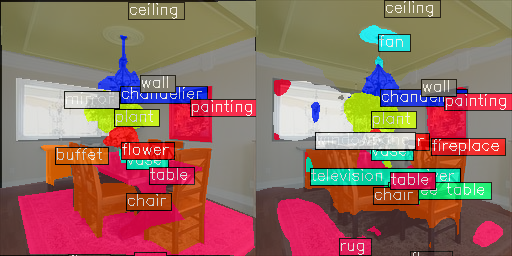 ceiling
wall
mirror
chandelier
painting
plant
flower
buffet
vase
table
chair
ceiling
fan
wall
chandelier
painting
plant
fireplace
vase
television
table
table
chair
rug